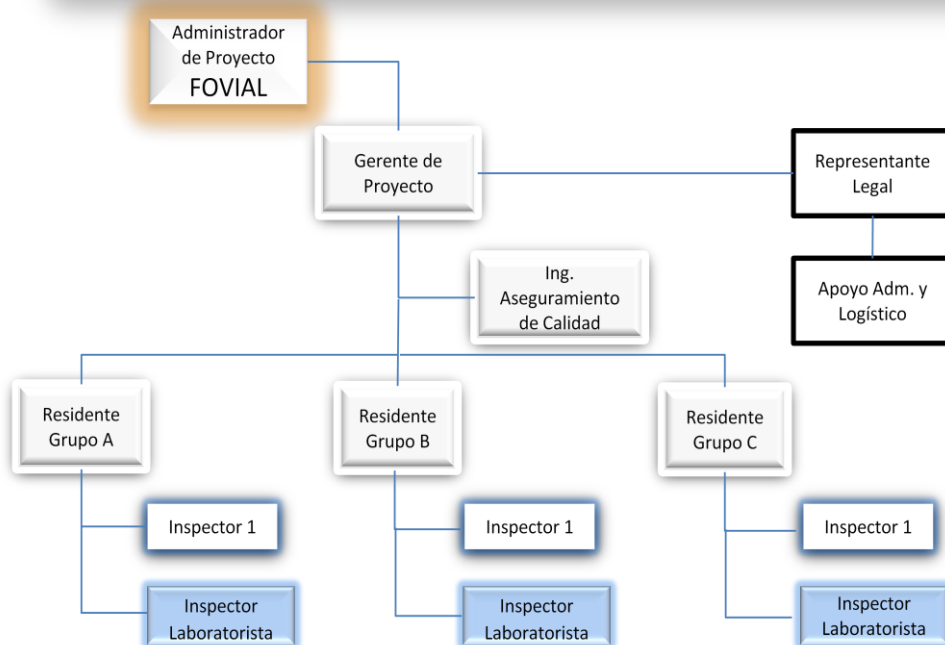 Administrador
de Proyecto
FOVIAL
Gerente de
Proyecto
Representante
Legal
Ing.
Aseguramiento
de Calidad
Apoyo Adm. y
Logístico
Residente
Grupo A
Residente
Grupo B
Residente
Grupo C
Inspector 1
Inspector 1
Inspector 1
Inspector
Laboratorista
Inspector
Laboratorista
Inspector
Laboratorista